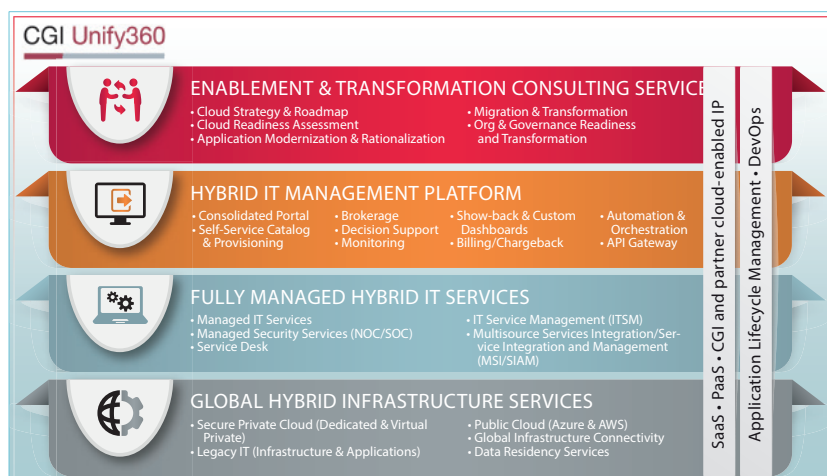 CGI Unify360
ENABLEMENT & TRANSFORMATION CONSULTING SERVICE
• Cloud Strategy & Roadmap
• Cloud Readiness Assessment
• Application Modernization & Rationalization
• Migration & Transformation
• Org & Governance Readiness
and Transformation
HYBRID IT MANAGEMENT PLATFORM
• Consolidated Portal
• Self-Service Catalog
& Provisioning
• Brokerage
• Decision Support
• Monitoring
• Show-back & Custom
Dashboards
• Billing/Chargeback
• Automation &
Orchestration
• API Gateway
FULLY MANAGED HYBRID IT SERVICES
• Managed IT Services
• Managed Security Services (NOC/SOC)
• Service Desk
• IT Service Management (ITSM)
• Multisource Services Integration/Ser-
vice Integration and Management
(MSI/SIAM)
GLOBAL HYBRID INFRASTRUCTURE SERVICES
• Secure Private Cloud (Dedicated & Virtual
Private)
• Legacy IT (Infrastructure & Applications)
• Public Cloud (Azure & AWS)
• Global Infrastructure Connectivity
• Data Residency Services
SaaS • PaaS • CGI and partner cloud-enabled IP
Application Lifecycle Management • DevOps